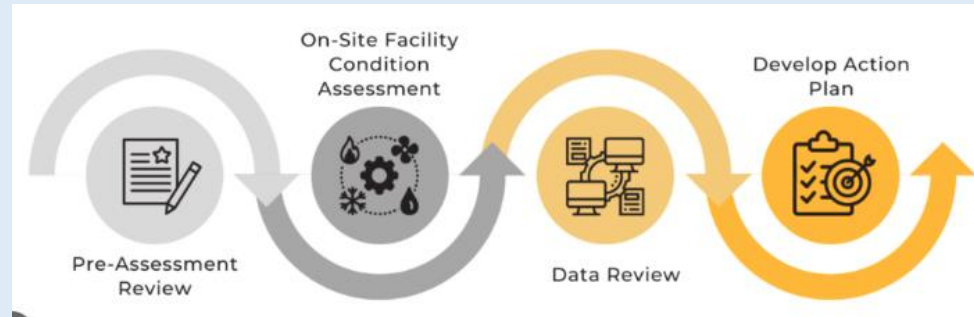 Pre-Assessment
Review
On-Site Facility
Condition
Assessment
Data Review
Develop Action
Plan